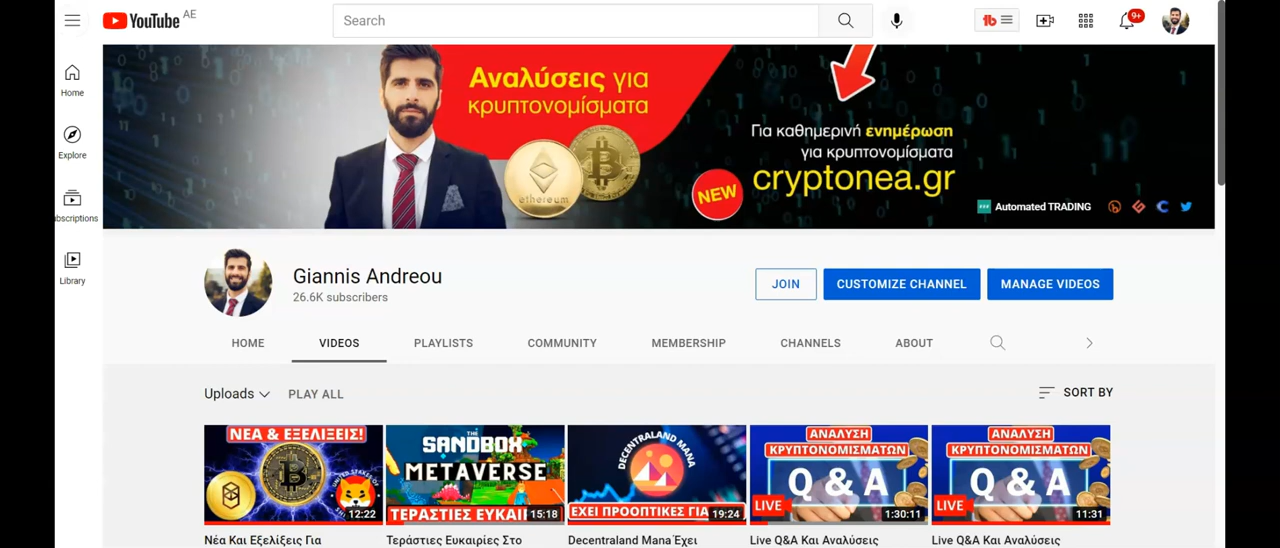 YouTube AE
Search
9+
Home
Explore
bscriptions
Library
Αναλύσεις για
κρυπτονομίσματα
ethereum
Για καθημερινή ενημέρωση
για κρυπτονομίσματα
NEW
cryptonea.gr
Automated TRADING
Giannis Andreou
26.6K subscribers
JOIN
CUSTOMIZE CHANNEL
MANAGE VIDEOS
HOME
VIDEOS
PLAYLISTS
COMMUNITY
MEMBERSHIP
CHANNELS
ABOUT
Uploads
PLAY ALL
SORT BY
ΝΕΑ & ΕΞΕΛΙΞΕΙΣ!
12:22
Νέα Και Εξελίξεις Για
THE
SANDBOX
METAVERSE
ΤΕΡΑΣΤΙΕΣ ΕΥΚΑΙ
15:18
Τεράστιες Ευκαιρίες Στο
DECENTRALAND MANA
ΕΧΕΙ ΠΡΟΟΠΤΙΚΕΣ ΓΙΑ
19:24
Decentraland Mana Έχει
ΑΝΑΛΥΣΗ
ΚΡΥΠΤΟΝΟΜΙΣΜΑΤΩΝ
Q & A
LIVE
1:30:11
Live Q&A Και Αναλύσεις
ΑΝΑΛΥΣΗ
ΚΡΥΠΤΟΝΟΜΙΣΜΑΤΩΝ
Q & A
LIVE
11:31
Live Q&A Και Αναλύσεις